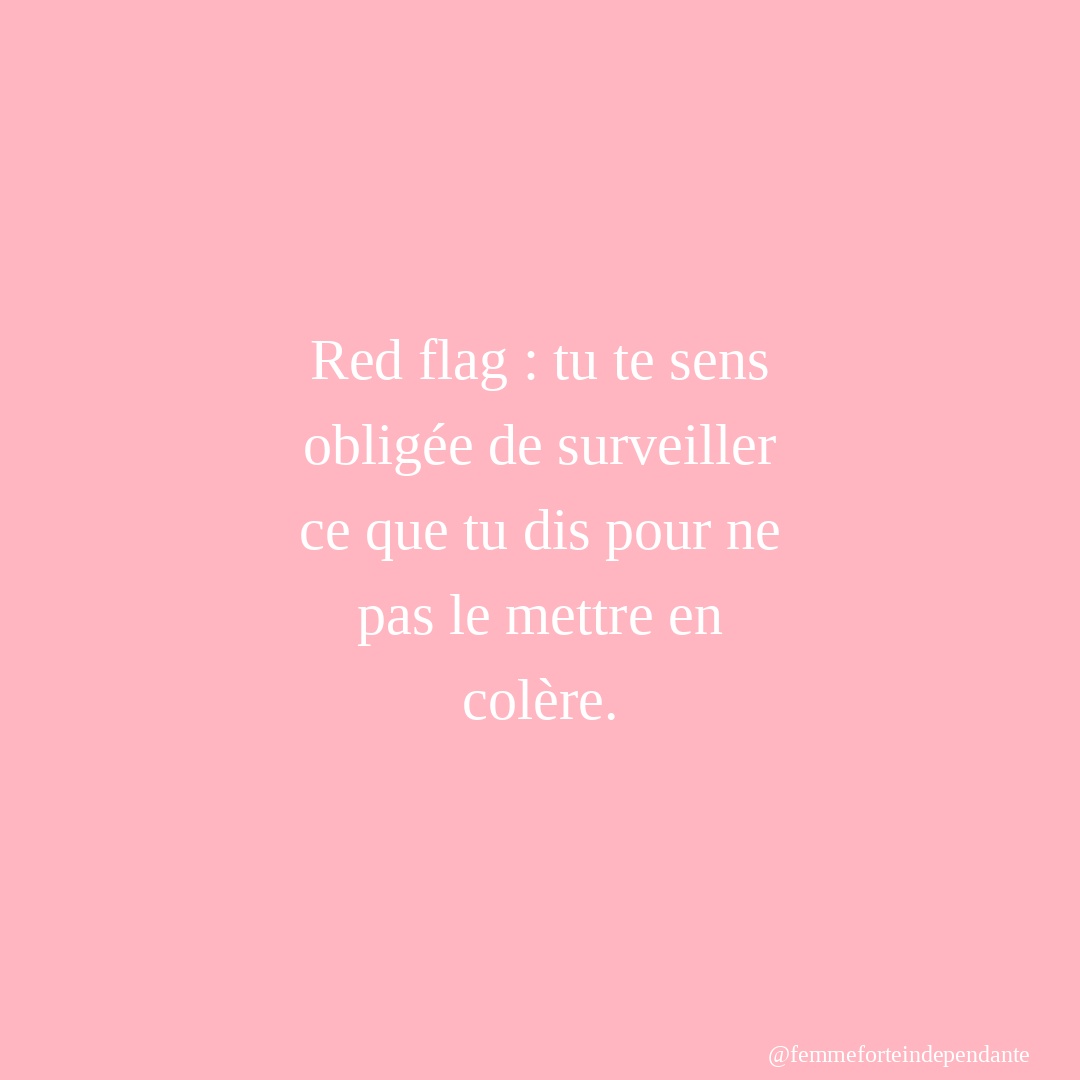 Red flag : tu te sens
obligée de surveiller
ce que tu dis pour ne
pas le mettre en
colère.
@femmeforteindependante